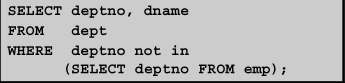 SELECT deptno, dname
FROM dept
WHERE deptno not in
(SELECT deptno FROM emp);